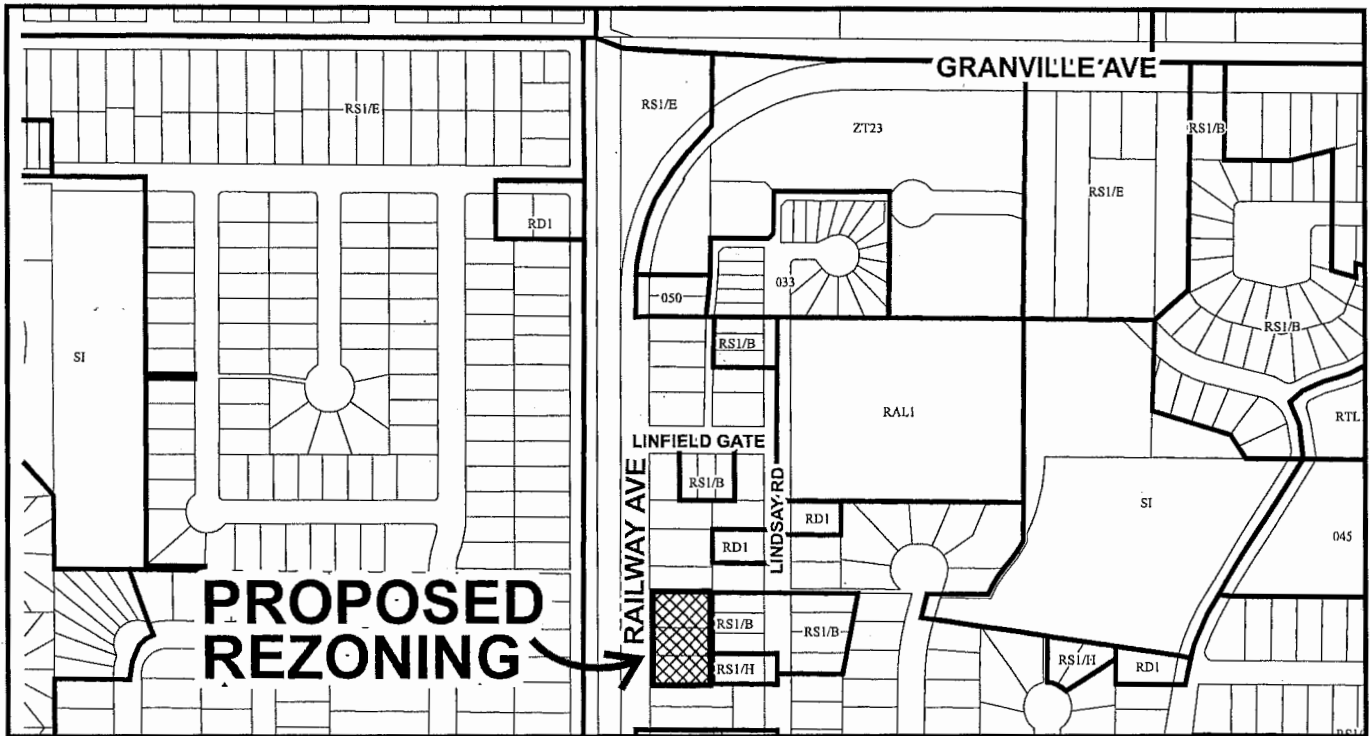 GRANVILLE AVE
RS1/E
RS1/E
ZT23
RS1/B
RS1/E
RD1
SI
050
033
RS1/B
RS1/B
RAL1
RTL1
LINFIELD GATE
RS1/B
RAILWAY AVE
LINDSAY RD
RD1
RD1
SI
045
PROPOSED
REZONING
RS1/B
RS1/B
RS1/H
RS1/H
RD1